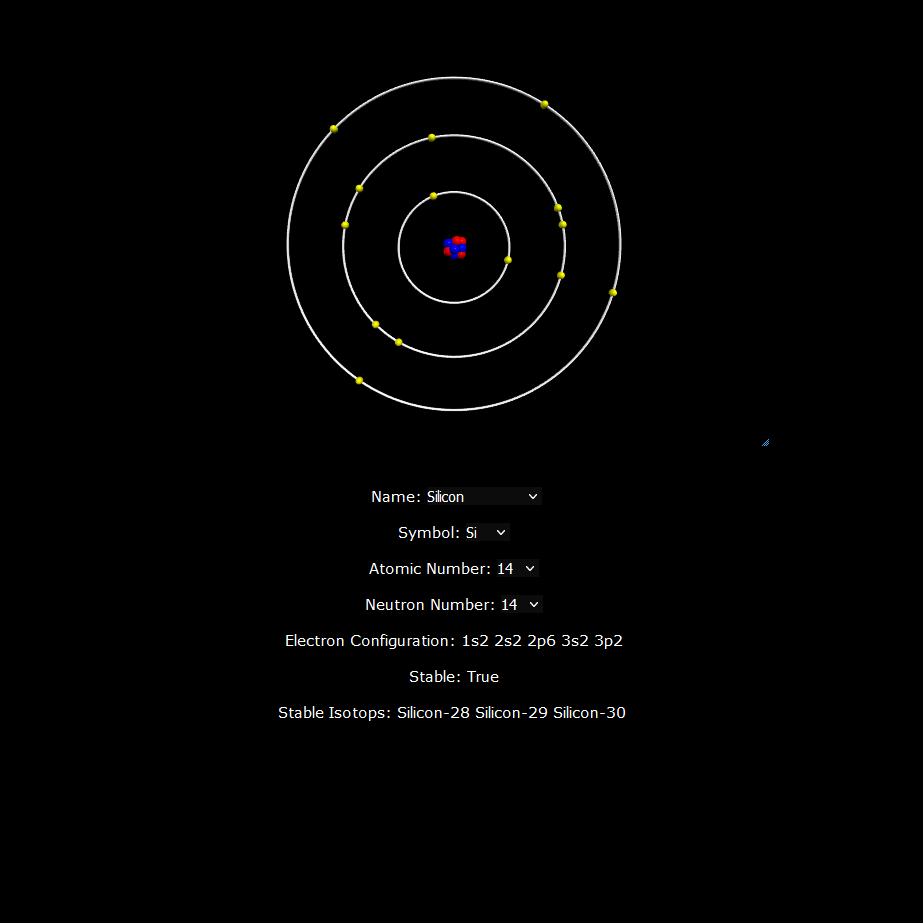 Name: Silicon
Symbol: Si
Atomic Number: 14
Neutron Number: 14
Electron Configuration: 1s2 2s2 2p6 3s2 3p2
Stable: True
Stable Isotops: Silicon-28 Silicon-29 Silicon-30